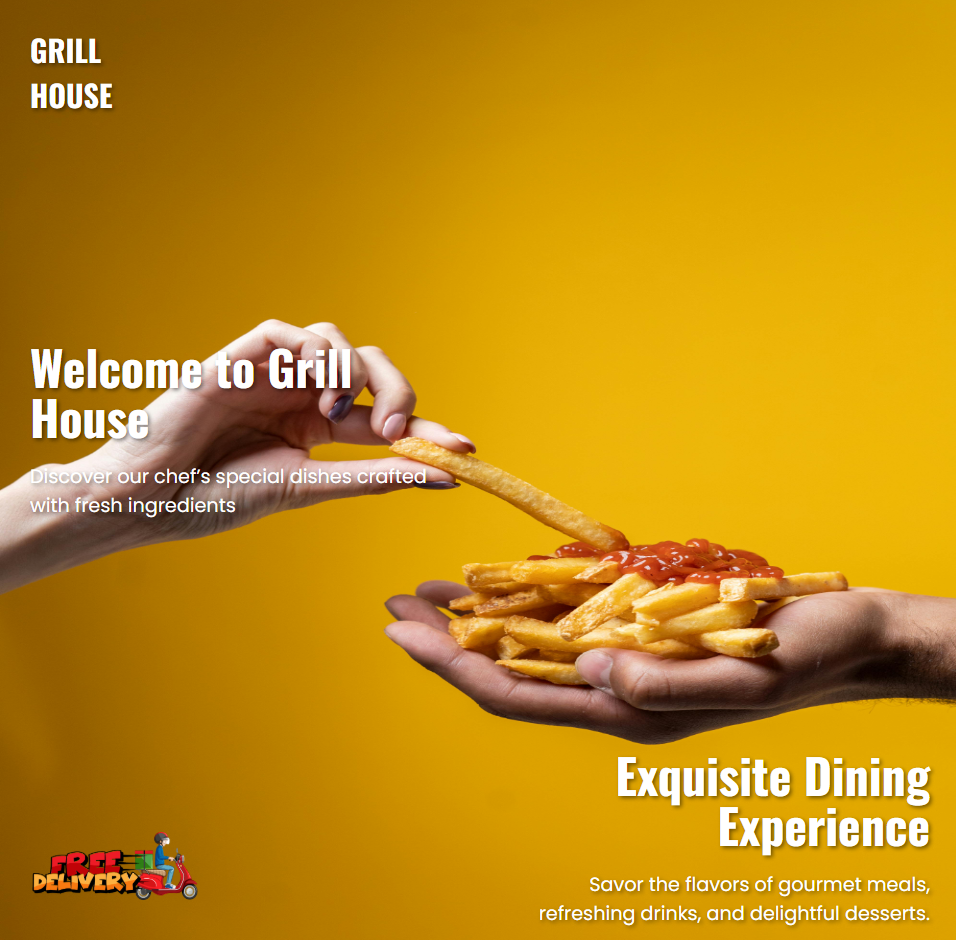 GRILL
HOUSE
Welcome to Grill
House
Discover our chef’s special dishes crafted
with fresh ingredients
Exquisite Dining
Experience
Savor the flavors of gourmet meals,
refreshing drinks, and delightful desserts.
FREE
DELIVERY